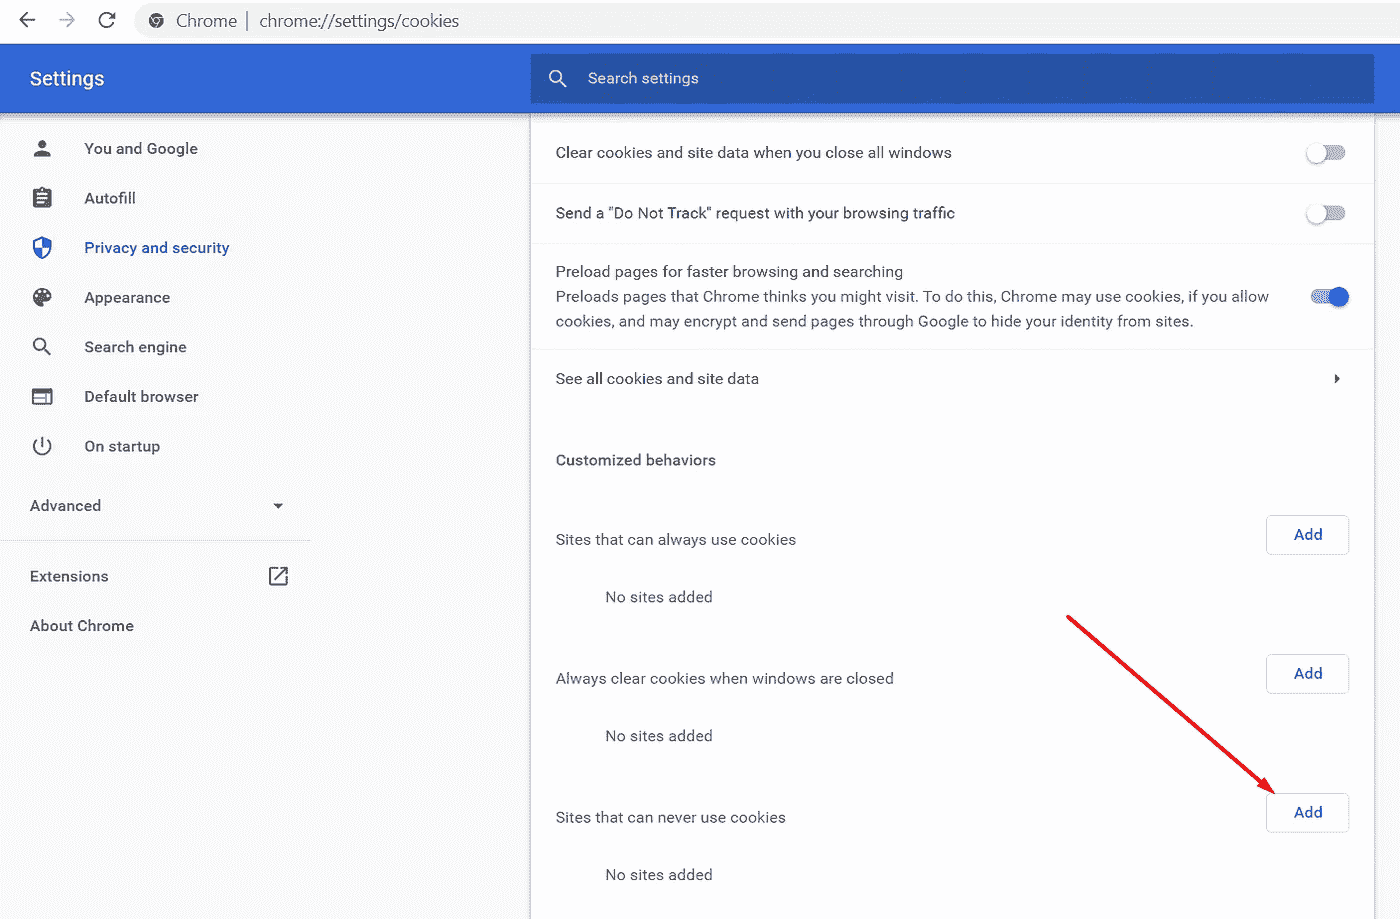 Chrome | chrome://settings/cookies
Settings
Search settings
You and Google
Autofill
Privacy and security
Appearance
Search engine
Default browser
On startup
Advanced
Extensions
About Chrome
Clear cookies and site data when you close all windows
Send a "Do Not Track" request with your browsing traffic
Preload pages for faster browsing and searching
Preloads pages that Chrome thinks you might visit. To do this, Chrome may use cookies, if you allow
cookies, and may encrypt and send pages through Google to hide your identity from sites.
See all cookies and site data
Customized behaviors
Sites that can always use cookies
Add
No sites added
Always clear cookies when windows are closed
Add
No sites added
Sites that can never use cookies
Add
No sites added